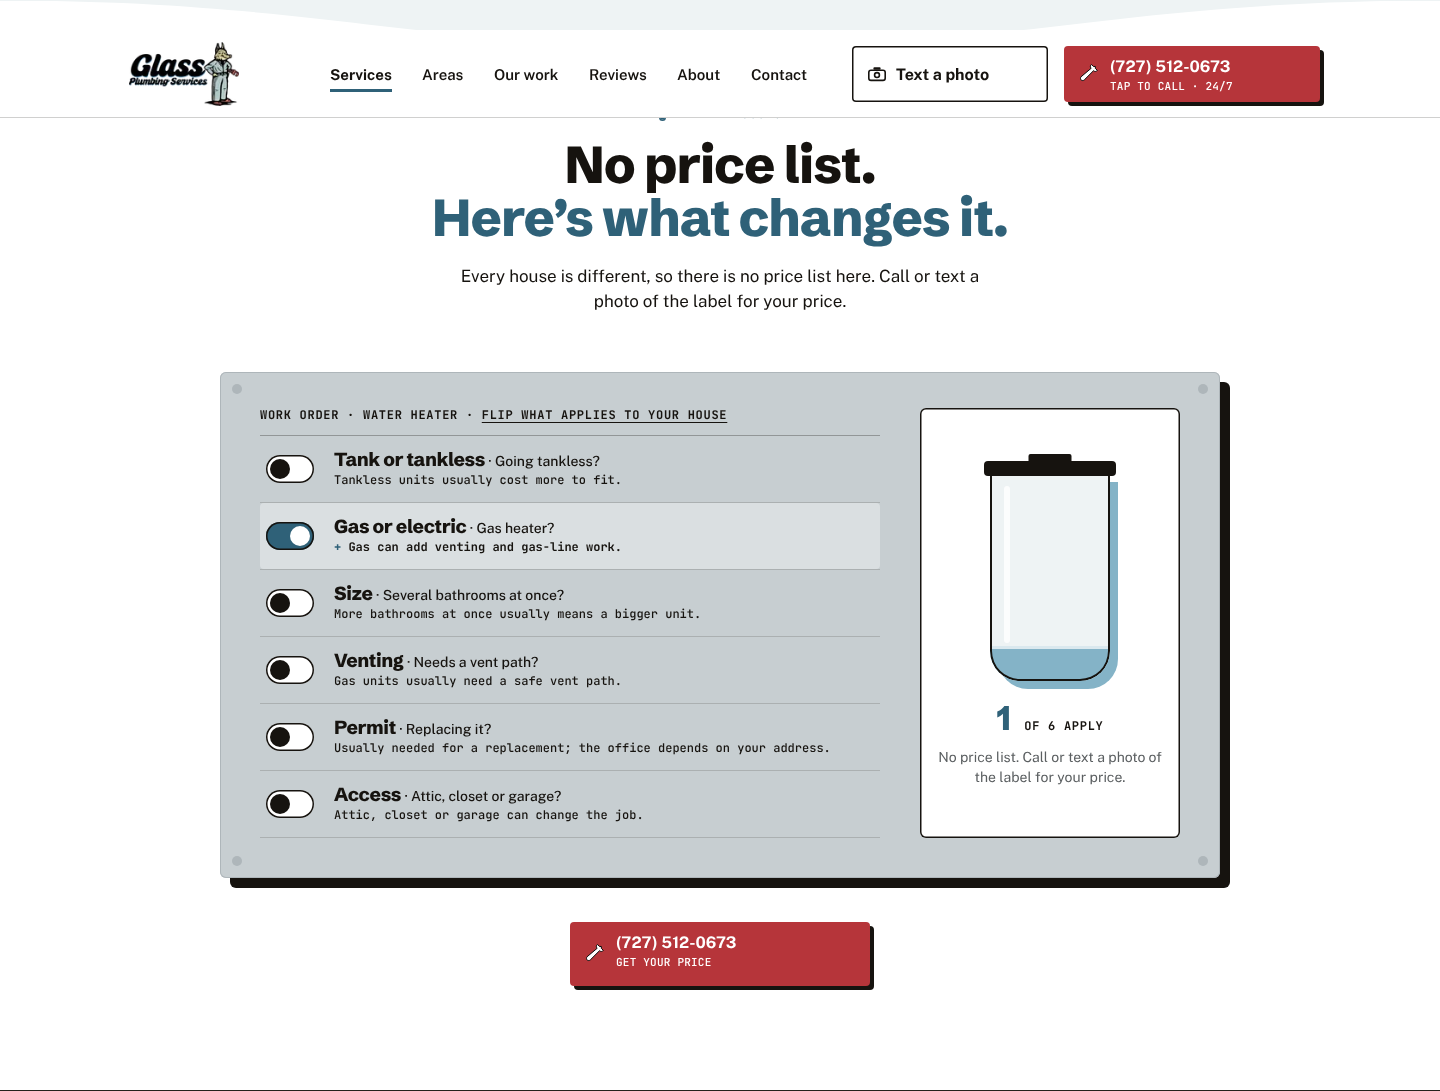 Glass
Plumbing Services
Services
Areas
Our work
Reviews
About
Contact
Text a photo
(727) 512-0673
TAP TO CALL · 24/7
No price list.
Here’s what changes it.
Every house is different, so there is no price list here. Call or text a
photo of the label for your price.
WORK ORDER · WATER HEATER · FLIP WHAT APPLIES TO YOUR HOUSE
Tank or tankless · Going tankless?
Tankless units usually cost more to fit.
Gas or electric · Gas heater?
+ Gas can add venting and gas-line work.
Size · Several bathrooms at once?
More bathrooms at once usually means a bigger unit.
Venting · Needs a vent path?
Gas units usually need a safe vent path.
Permit · Replacing it?
Usually needed for a replacement; the office depends on your address.
Access · Attic, closet or garage?
Attic, closet or garage can change the job.
1 OF 6 APPLY
No price list. Call or text a photo of
the label for your price.
(727) 512-0673
GET YOUR PRICE